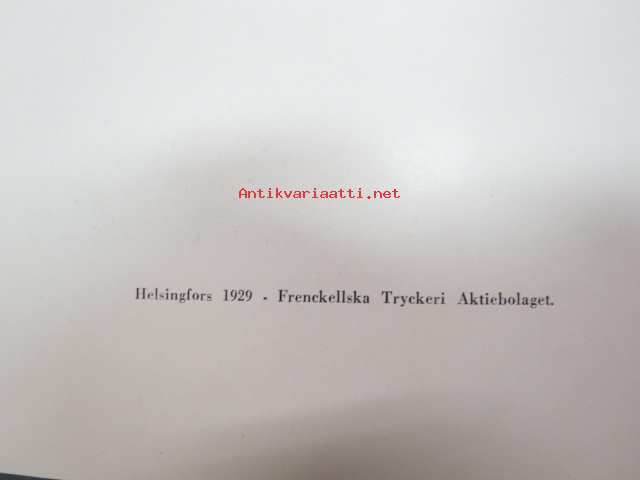 Antikvariaatti.net
Helsingfors 1929 . Frenckellska Tryckeri Aktiebolaget.